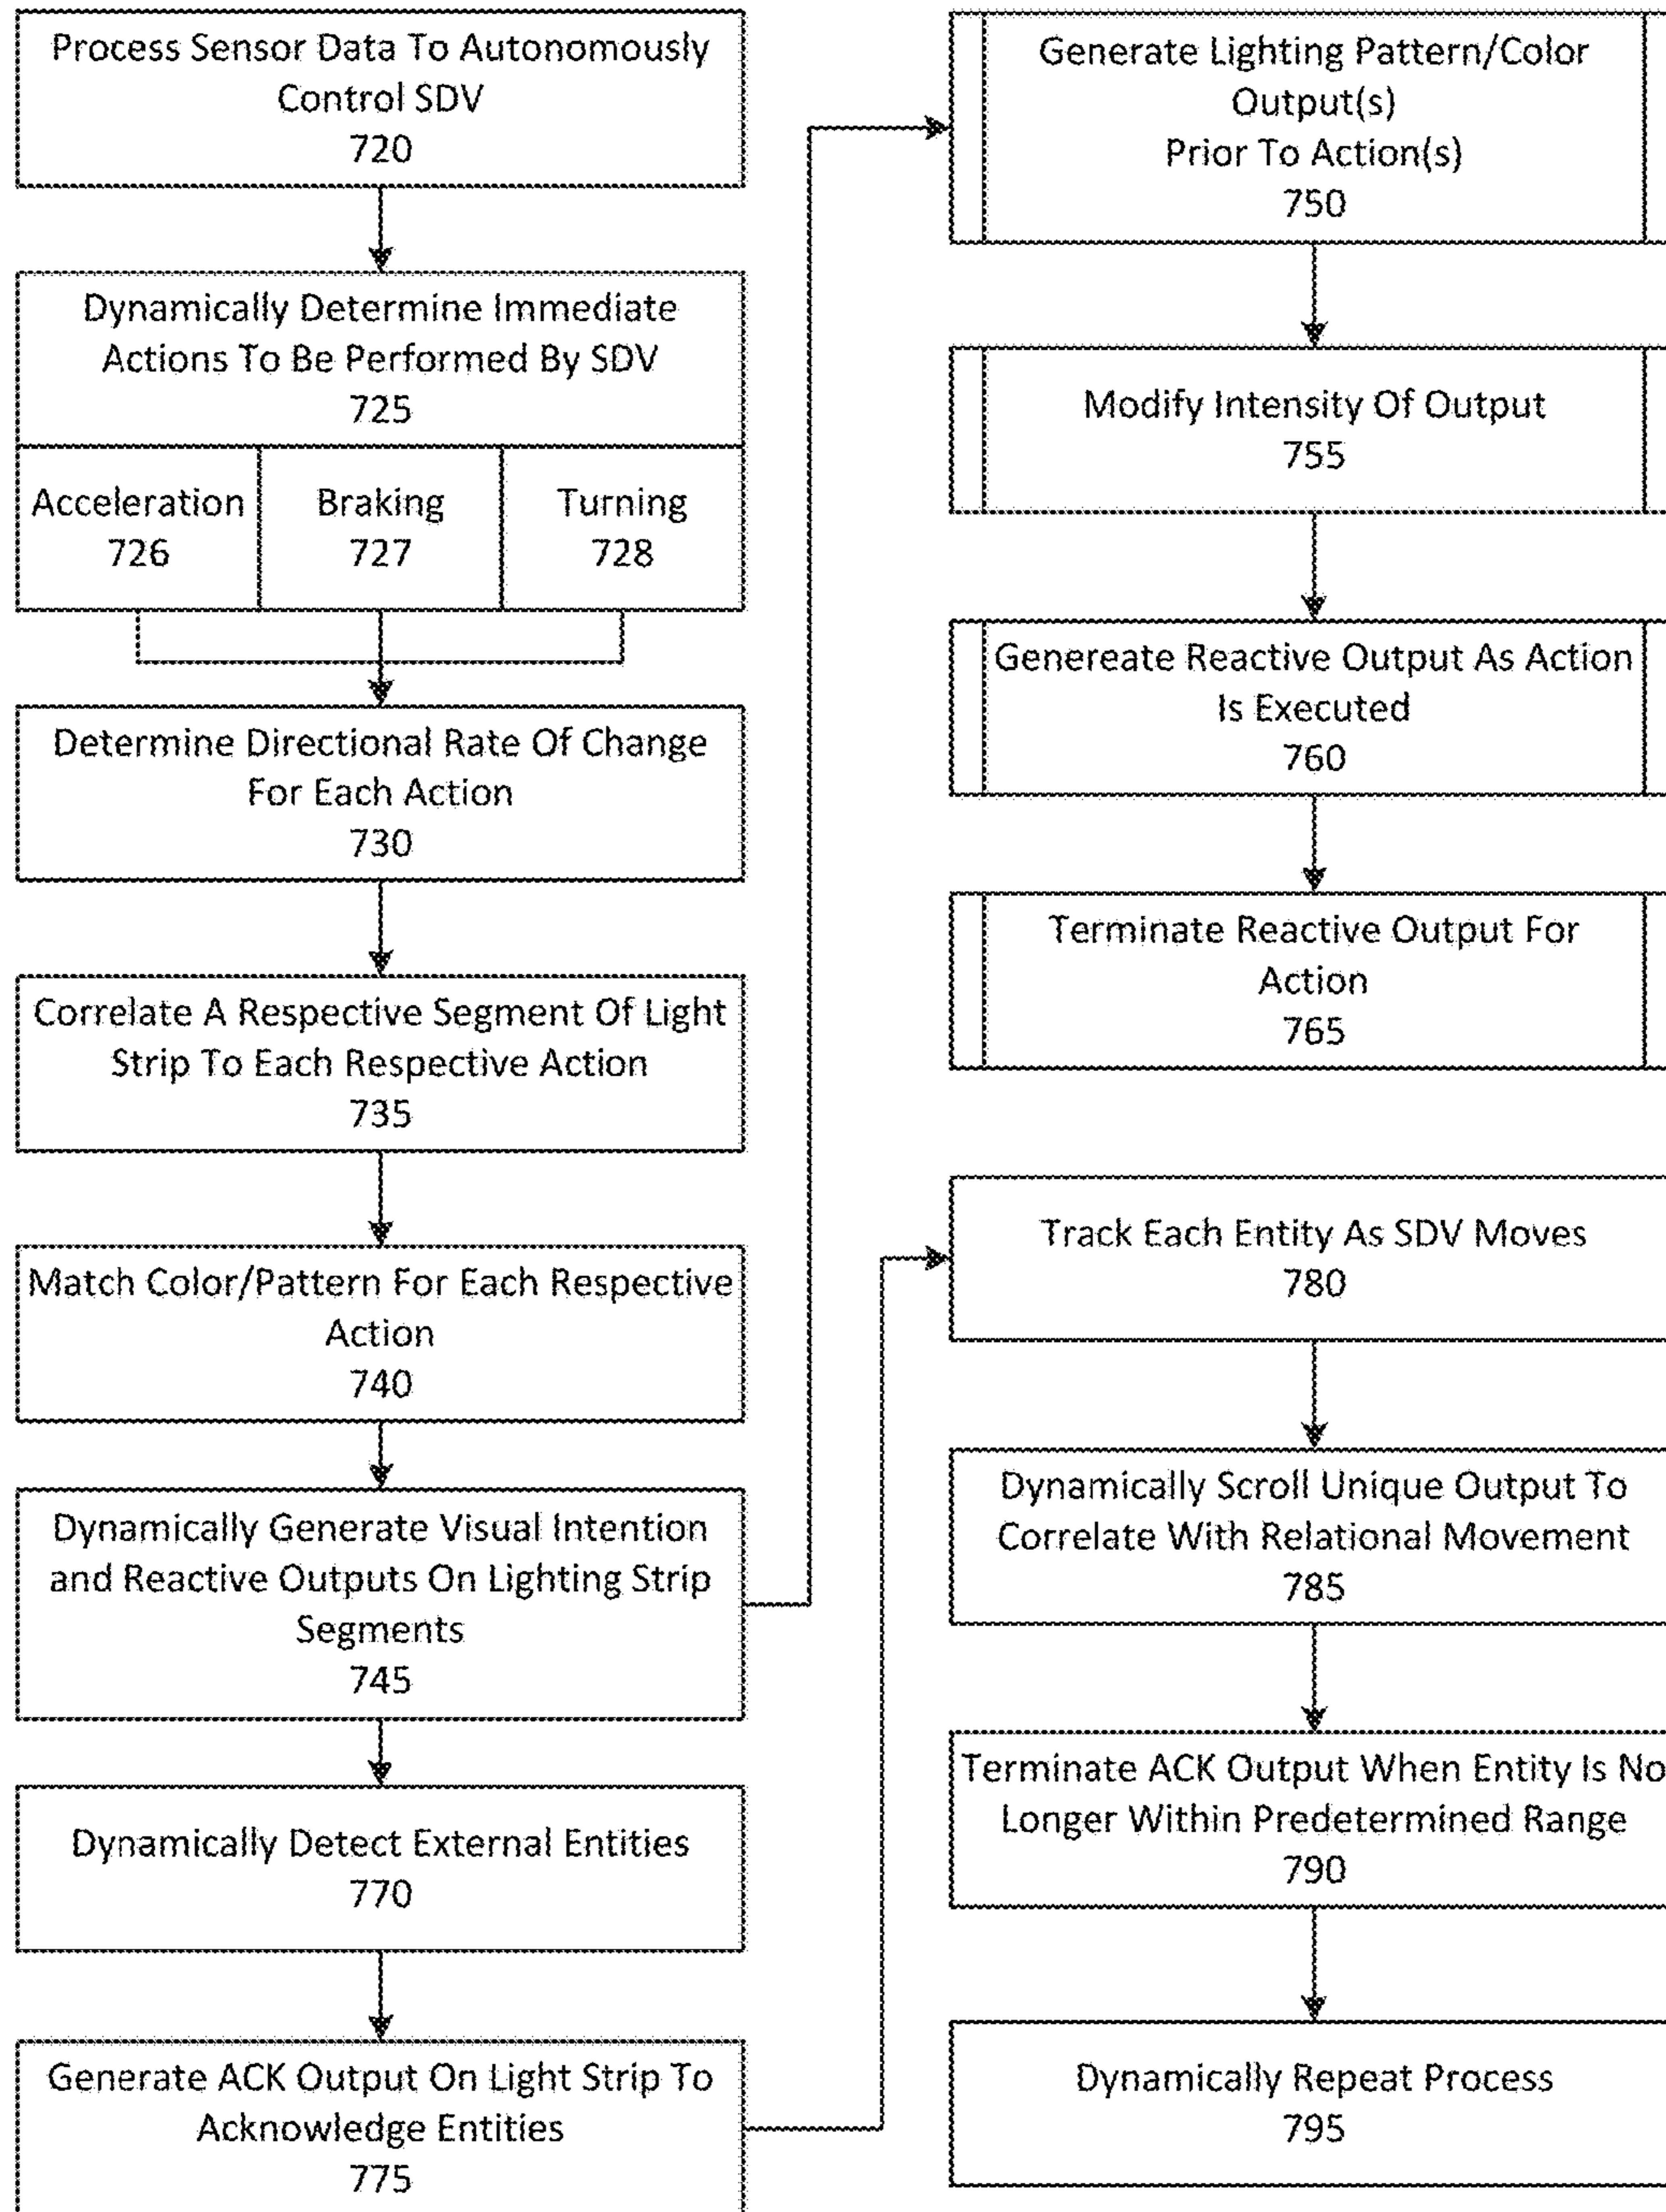 Process Sensor Data To Autonomously
Control SDV
720
Dynamically Determine Immediate
Actions To Be Performed By SDV
725
Acceleration
726
Braking
727
Turning
728
Determine Directional Rate Of Change
For Each Action
730
Correlate A Respective Segment Of Light
Strip To Each Respective Action
735
Match Color/Pattern For Each Respective
Action
740
Dynamically Generate Visual Intention
and Reactive Outputs On Lighting Strip
Segments
745
Dynamically Detect External Entities
770
Generate ACK Output On Light Strip To
Acknowledge Entities
775
Generate Lighting Pattern/Color
Output(s)
Prior To Action(s)
750
Modify Intensity Of Output
755
Genereate Reactive Output As Action
Is Executed
760
Terminate Reactive Output For
Action
765
Track Each Entity As SDV Moves
780
Dynamically Scroll Unique Output To
Correlate With Relational Movement
785
Terminate ACK Output When Entity Is No
Longer Within Predetermined Range
790
Dynamically Repeat Process
795